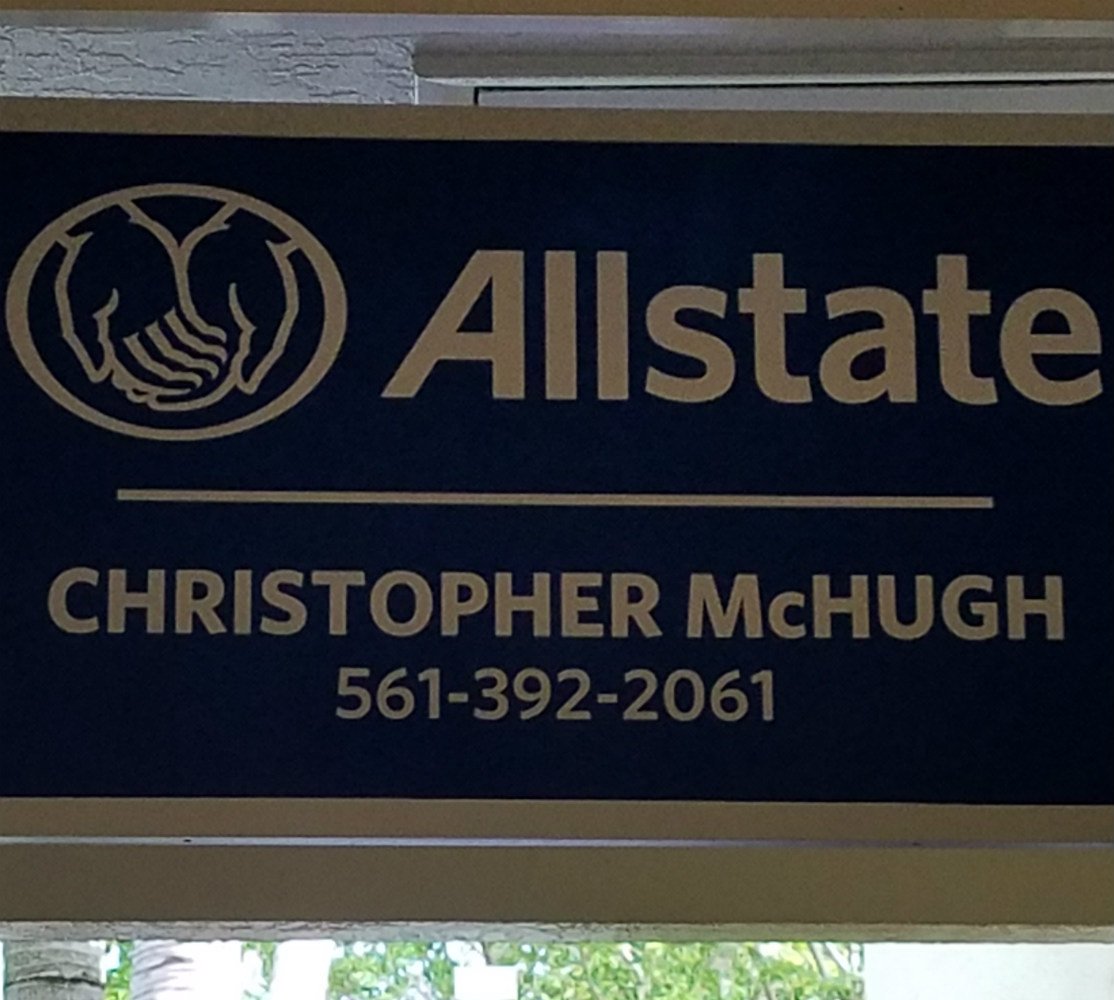 Allstate
CHRISTOPHER McHUGH
561-392-2061